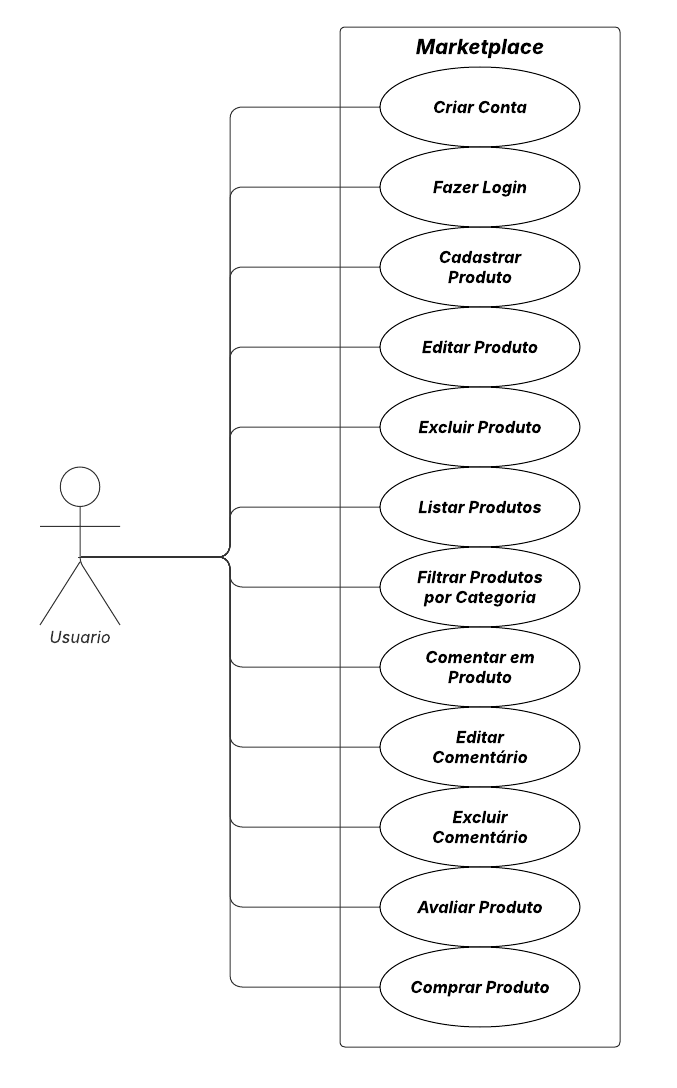 Marketplace
Criar Conta
Fazer Login
Cadastrar
Produto
Editar Produto
Excluir Produto
Listar Produtos
Filtrar Produtos
por Categoria
Usuario
Comentar em
Produto
Editar
Comentário
Excluir
Comentário
Avaliar Produto
Comprar Produto